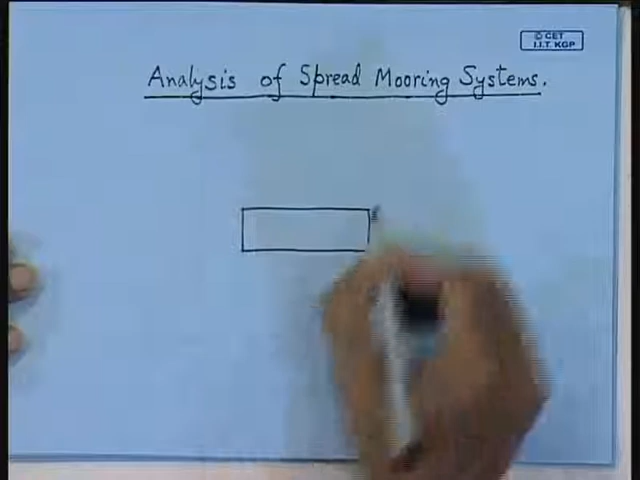 © CET
I.I.T. KGP
Analysis of Spread Mooring Systems.